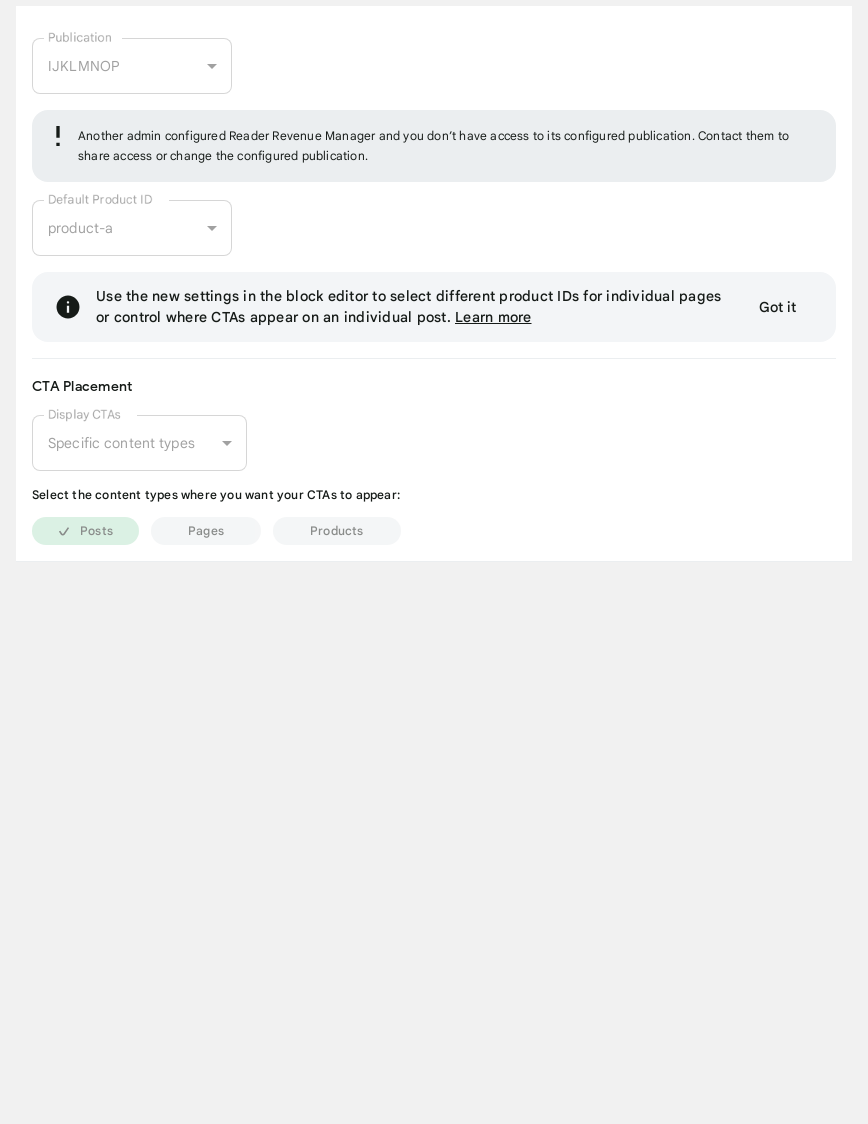 Publication
IJKLMNOP
Another admin configured Reader Revenue Manager and you don’t have access to its configured publication. Contact them to
share access or change the configured publication.
Default Product ID
product-a
Use the new settings in the block editor to select different product IDs for individual pages
or control where CTAs appear on an individual post. Learn more
Got it
CTA Placement
Display CTAs
Specific content types
Select the content types where you want your CTAs to appear:
Posts Pages Products